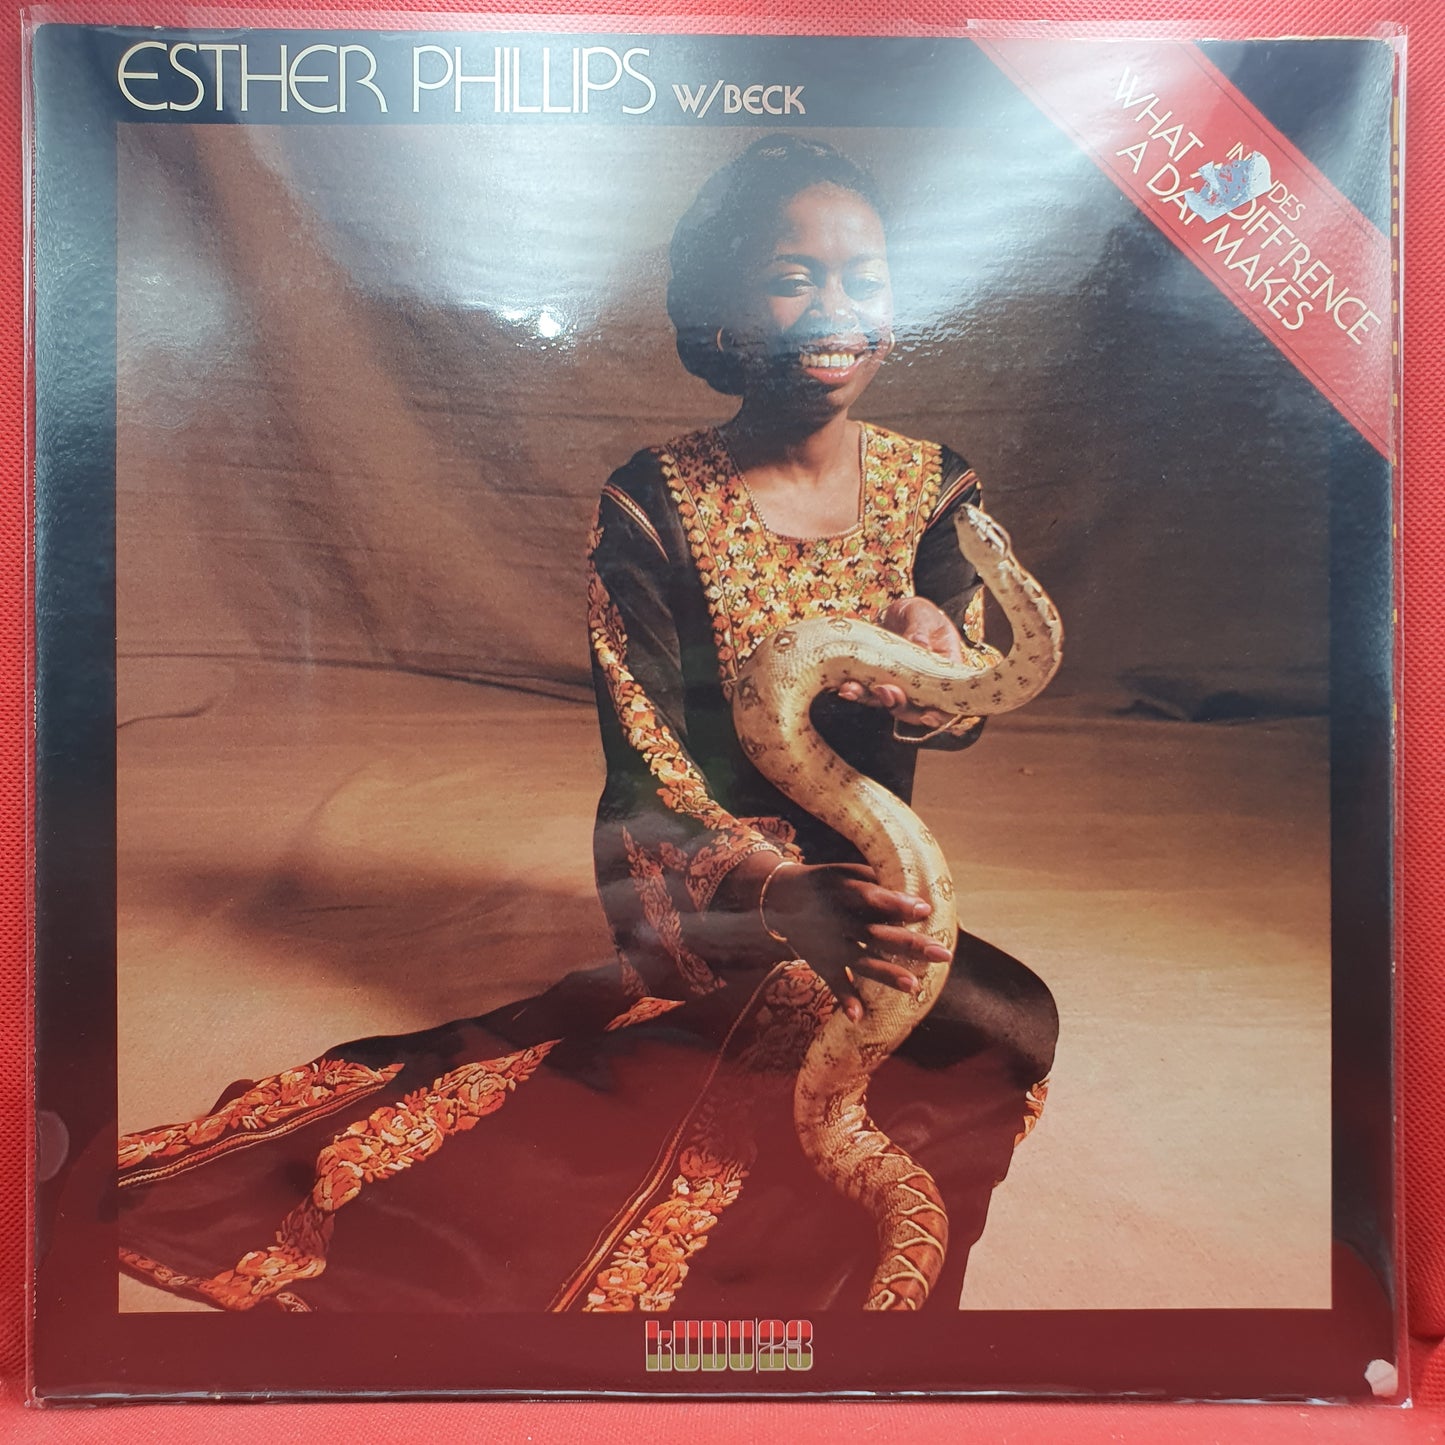 ESTHER PHILLIPS W/BECK
WHAT DIFF'RENCE
A DAY MAKES
kUDU|23